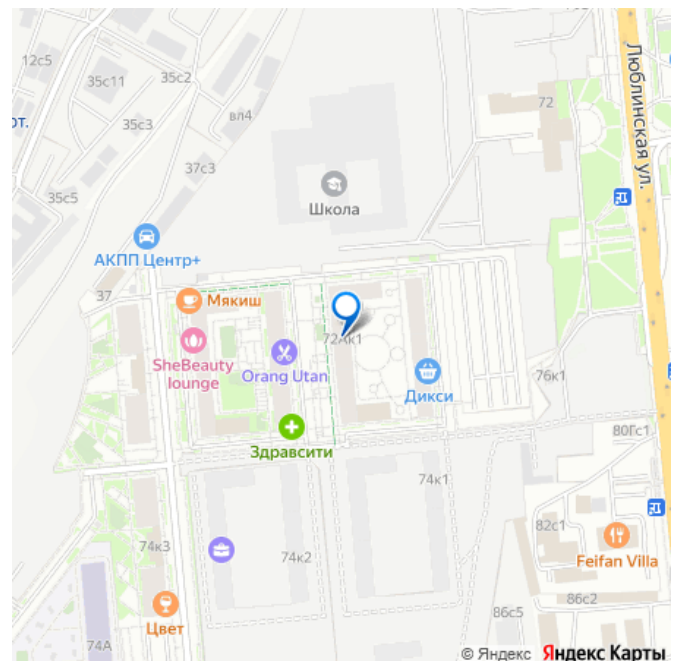 12с5
35с11
35с2
Люблинская ул.
от.
35с3
вл4
72
35с5
37с3
Школа
АКПП Центр+
37
Мякиш
72Ак1
SheBeauty
lounge
Orang Utan
Дикси
76к1
Здравсити
80Гс1
74к1
82с1
74к3
74к2
Feifan Villa
86с2
86с5
Цвет
74А
© Яндекс Яндекс Карты